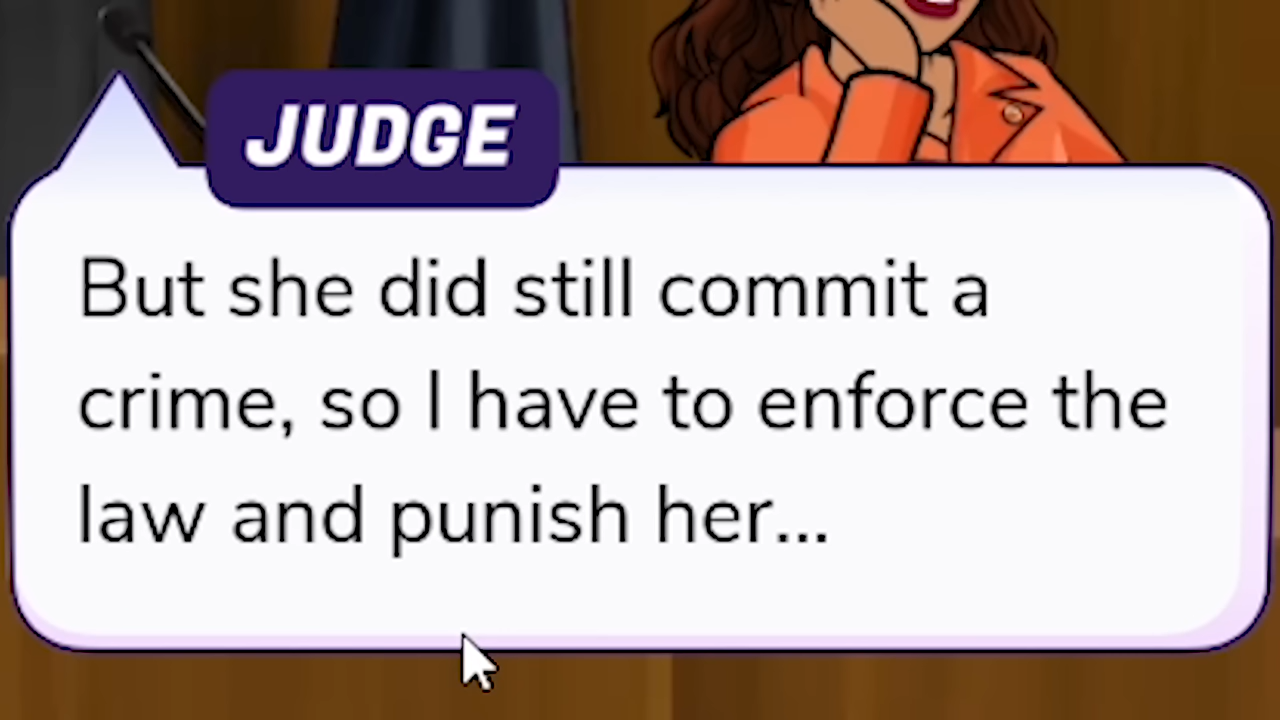 JUDGE
But she did still commit a
crime, so I have to enforce the
law and punish her...